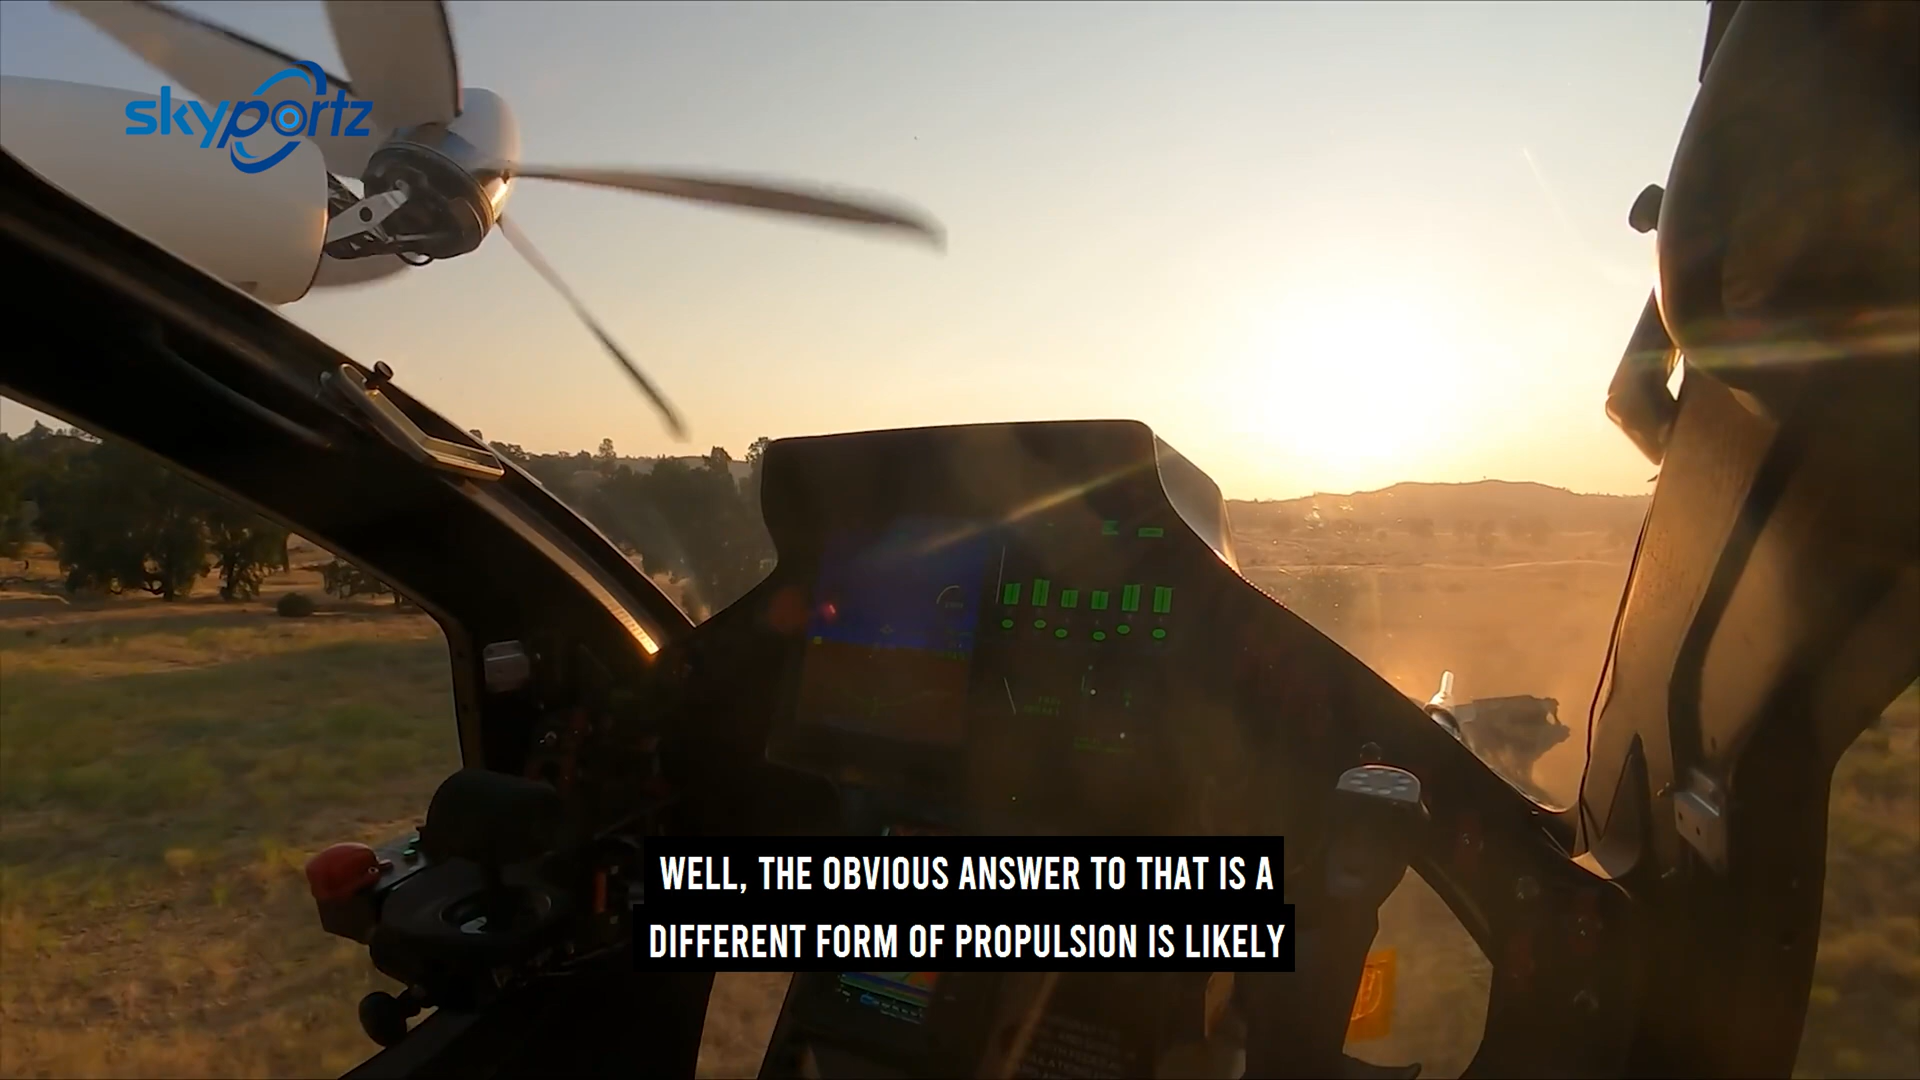 skyportz
WELL, THE OBVIOUS ANSWER TO THAT IS A
DIFFERENT FORM OF PROPULSION IS LIKELY